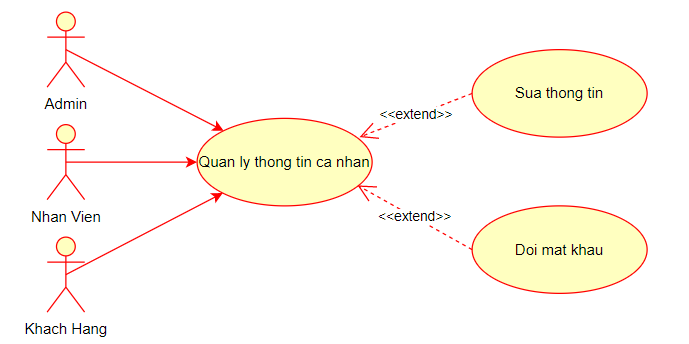 Admin
Nhan Vien
Khach Hang
Quan ly thong tin ca nhan
<<extend>>
<<extend>>
Sua thong tin
Doi mat khau